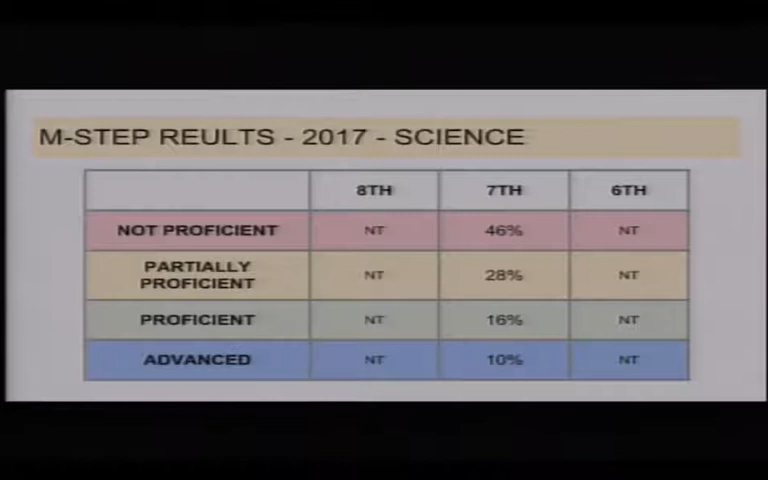 M-STEP REULTS - 2017 - SCIENCE
8TH 7TH 6TH
NOT PROFICIENT NT 46% NT
PARTIALLY
PROFICIENT NT 28% NT
PROFICIENT NT 16% NT
ADVANCED NT 10% NT